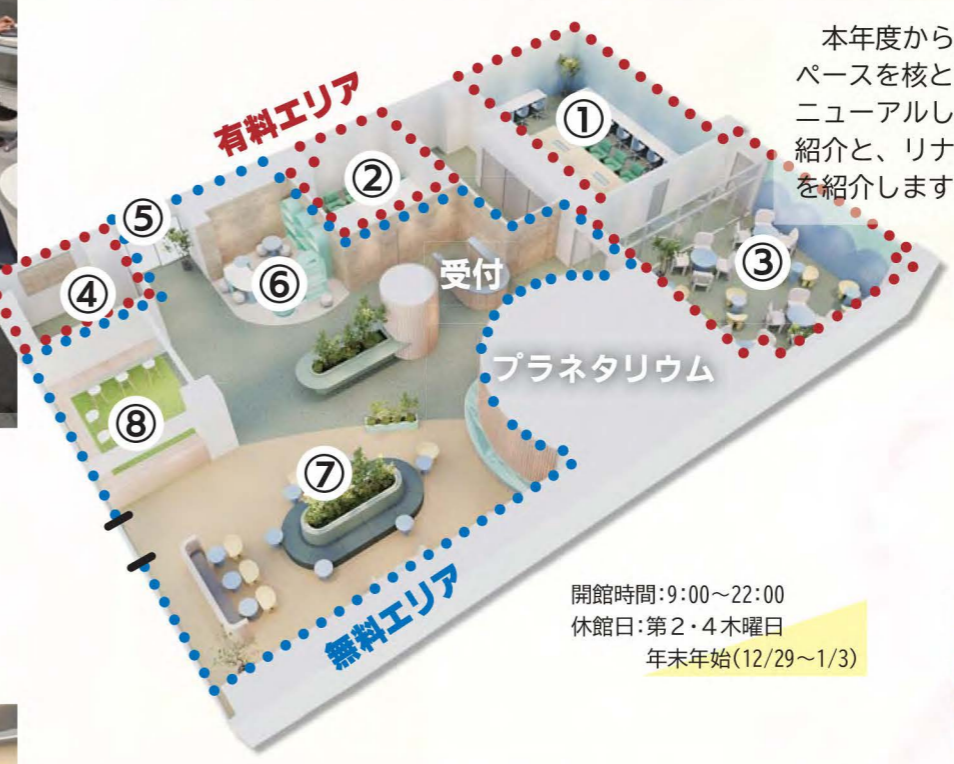 本年度から
ペースを核と
ニューアルし
紹介と、リナ
を紹介します
有料エリア
①
②
③
④
⑤
⑥
受付
プラネタリウム
⑦
⑧
無料エリア
開館時間:9:00～22:00
休館日:第2・4木曜日
年末年始(12/29～1/3)